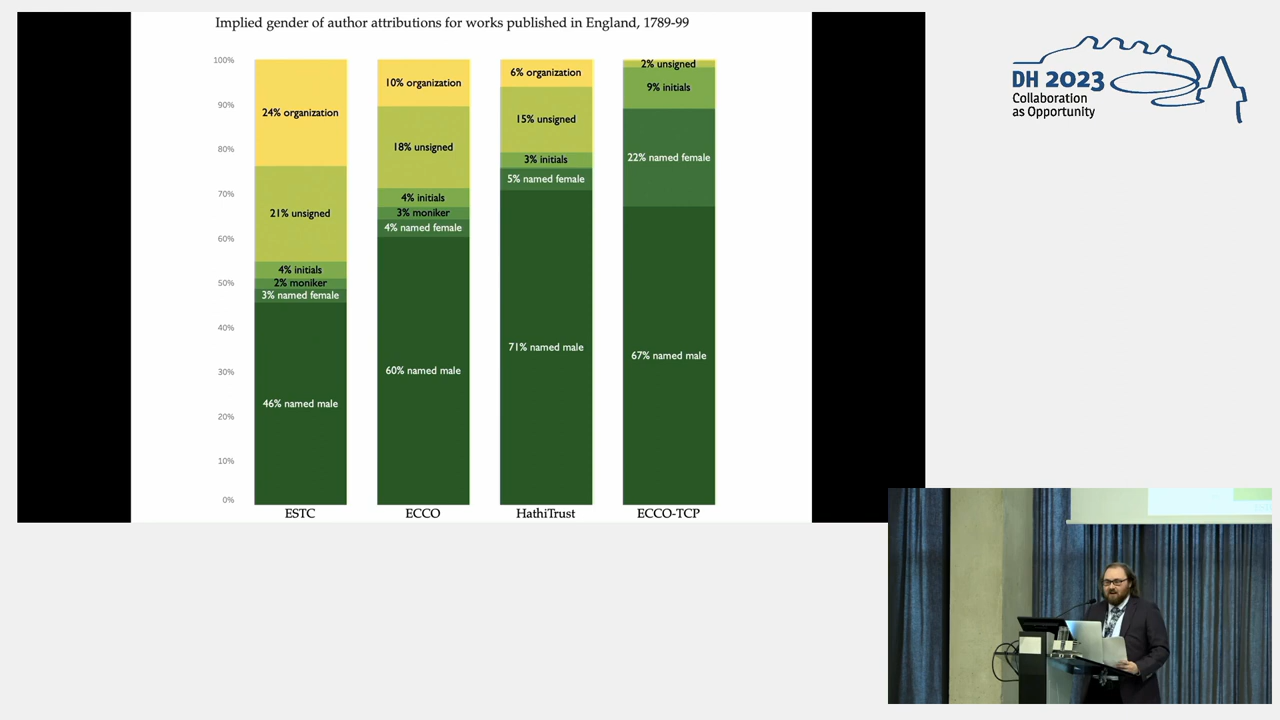 Implied gender of author attributions for works published in England, 1789-99
100%
90%
80%
70%
60%
50%
40%
30%
20%
10%
0%
24% organization
21% unsigned
4% initials
2% moniker
3% named female
46% named male
ESTC
10% organization
18% unsigned
4% initials
3% moniker
4% named female
60% named male
ECCO
6% organization
15% unsigned
3% initials
5% named female
71% named male
HathiTrust
2% unsigned
9% initials
22% named female
67% named male
ECCO-TCP
DH 2023
Collaboration
as Opportunity